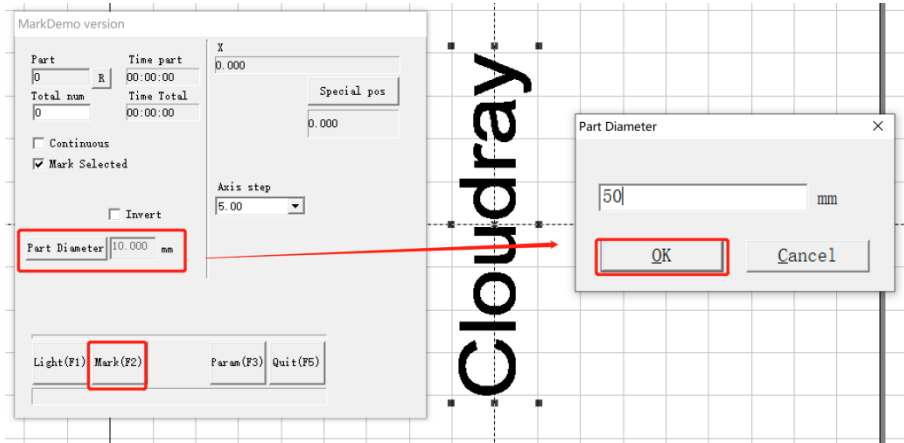 MarkDemo version
Part
Time part
0
R
00:00:00
Total num
Time Total
0
00:00:00
Continuous
Mark Selected
Invert
Part Diameter
10.000
mm
X
0.000
Special pos
0.000
Axis step
5.00
Light(F1)
Mark(F2)
Param(F3)
Quit(F5)
Cloudray
Part Diameter
50
mm
OK
Cancel